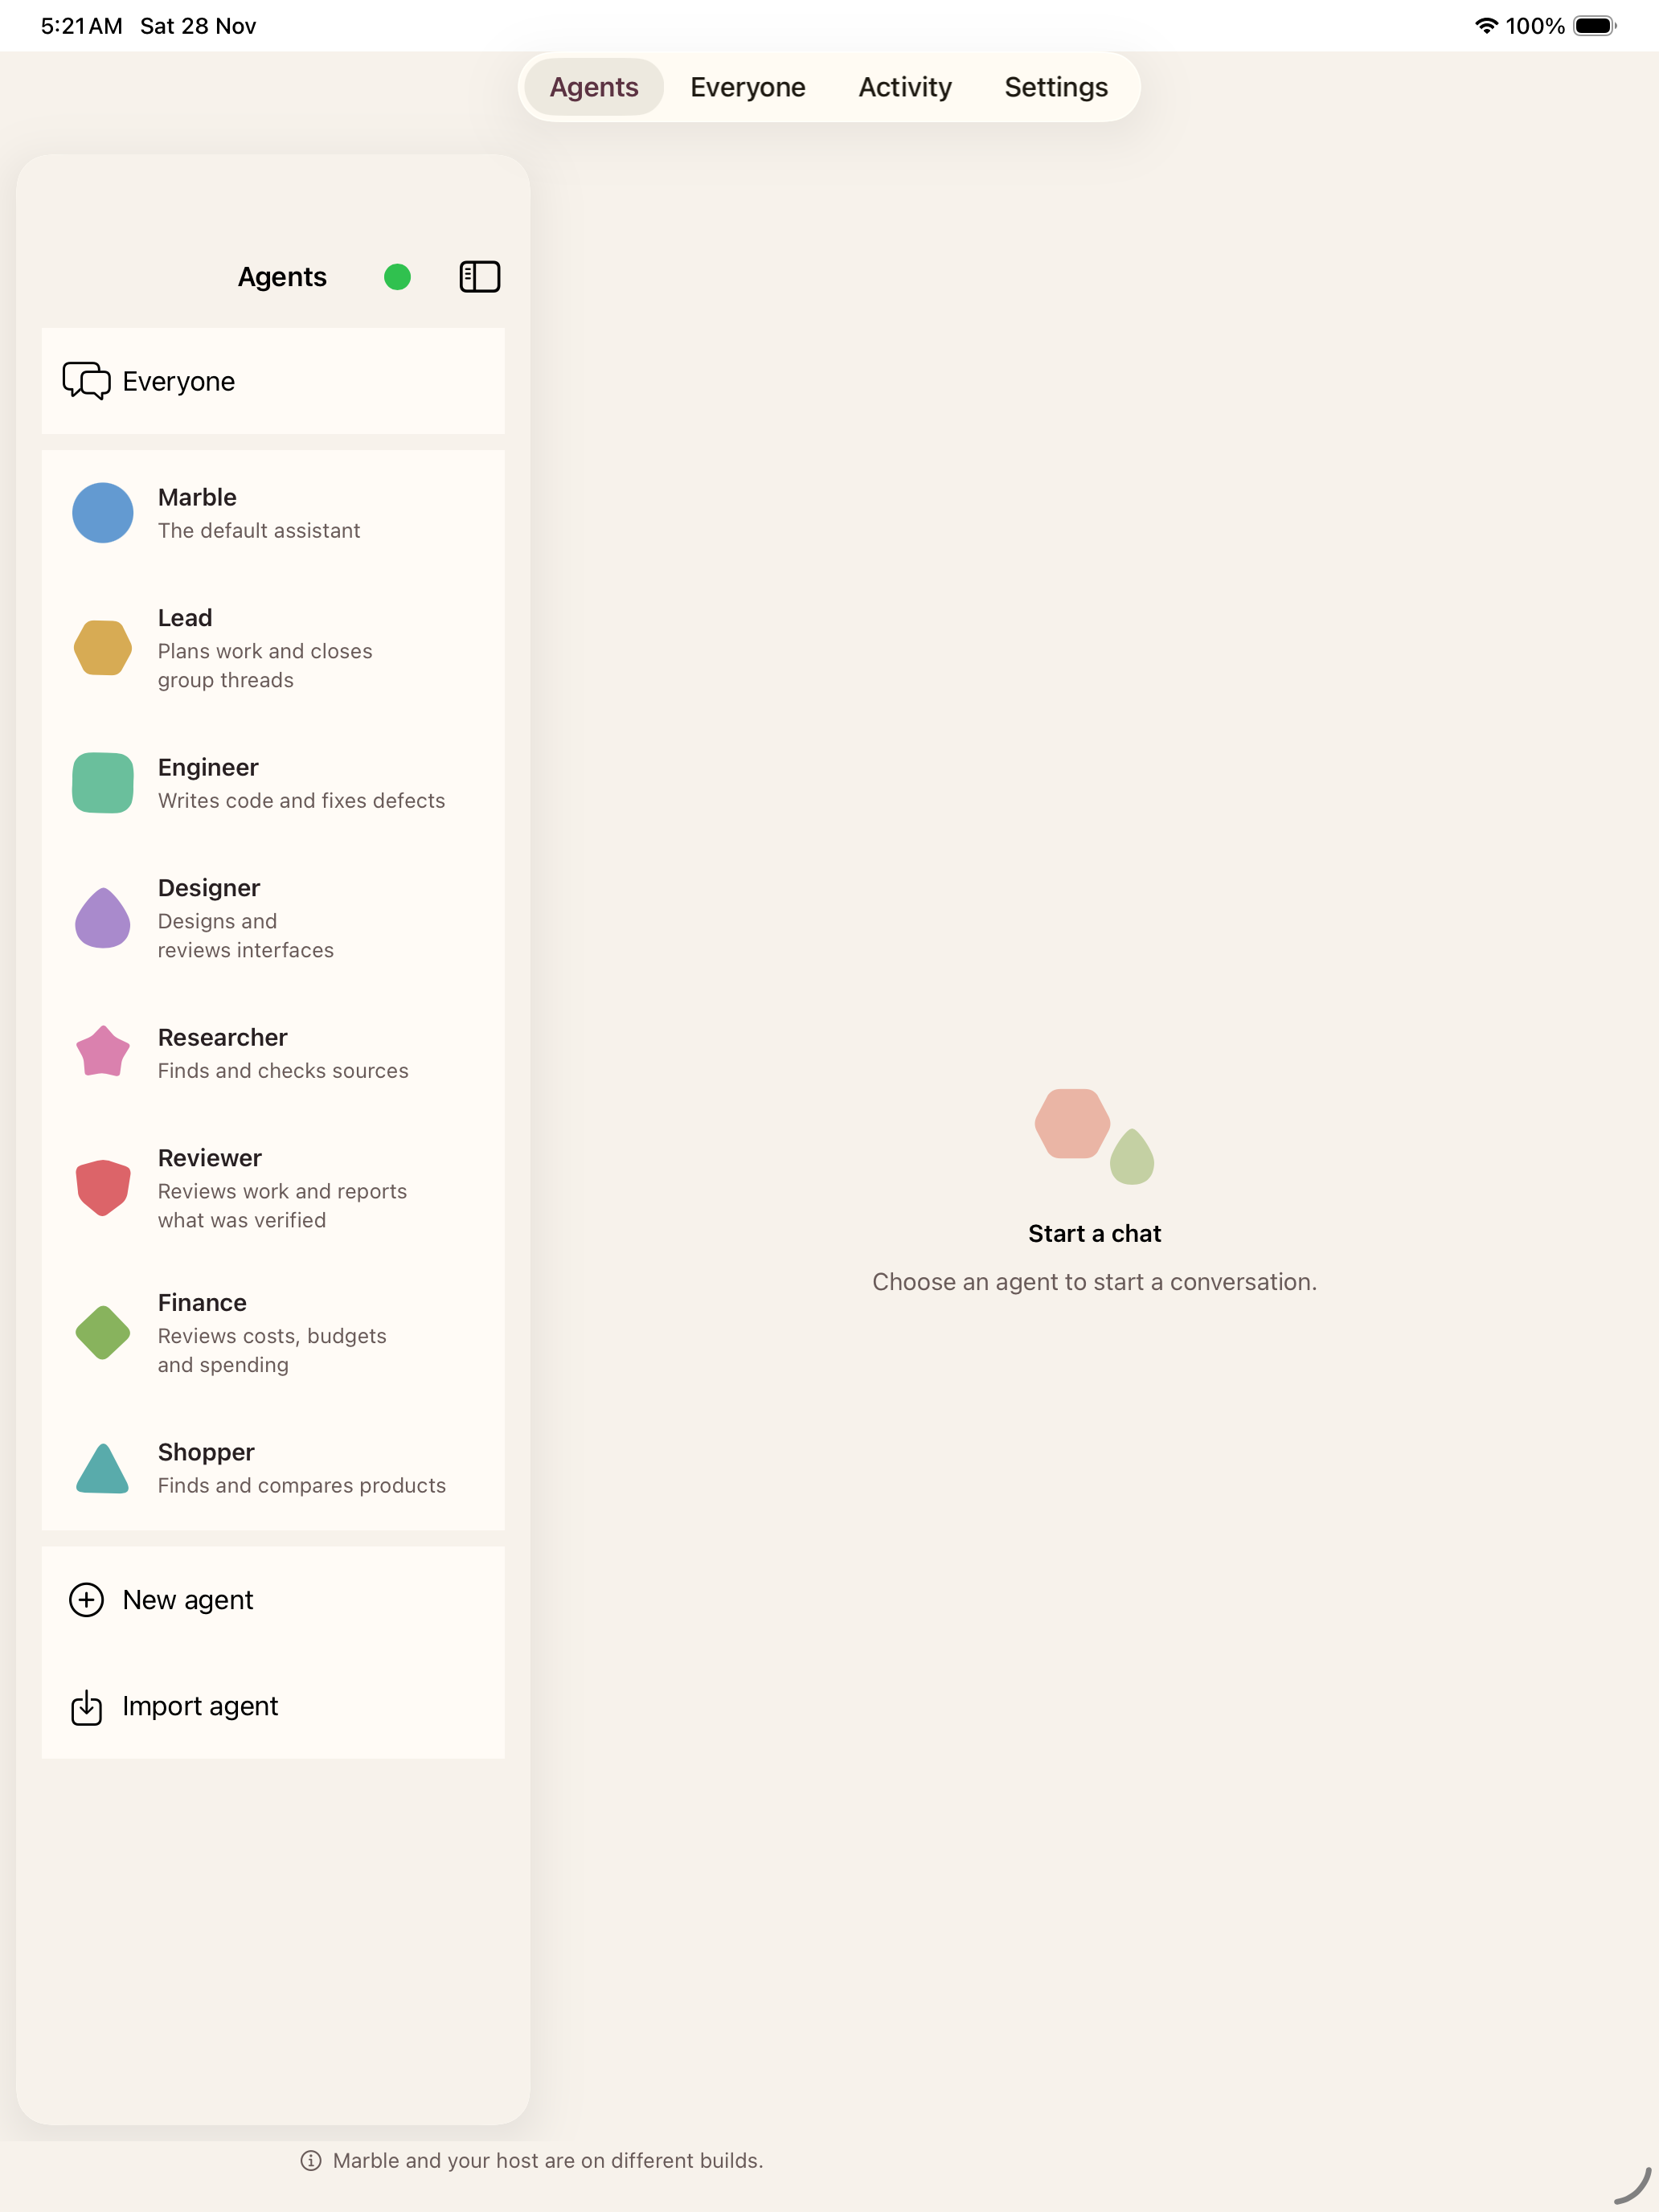 5:21 AM Sat 28 Nov
100%
Agents Everyone Activity Settings
Agents
Everyone
Marble
The default assistant
Lead
Plans work and closes
group threads
Engineer
Writes code and fixes defects
Designer
Designs and
reviews interfaces
Researcher
Finds and checks sources
Reviewer
Reviews work and reports
what was verified
Finance
Reviews costs, budgets
and spending
Shopper
Finds and compares products
New agent
Import agent
Start a chat
Choose an agent to start a conversation.
Marble and your host are on different builds.